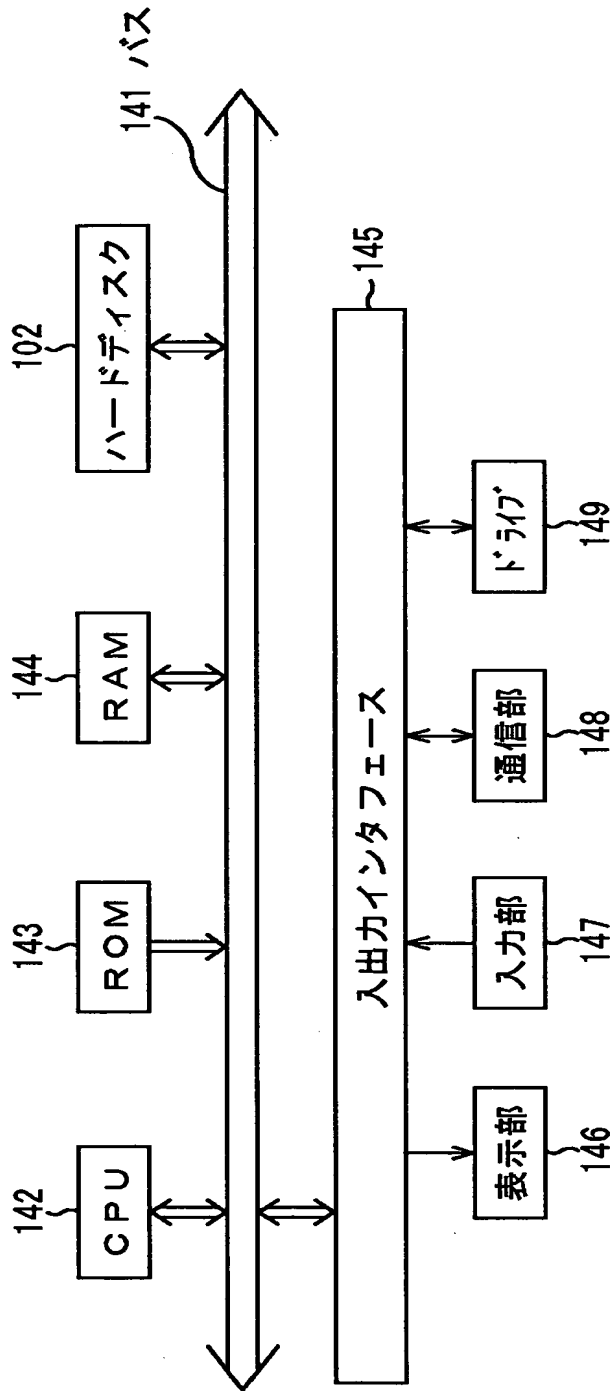 142
CPU
143
ROM
144
RAM
102
ハードディスク
141 バス
145
入出力インタフェース
表示部
146
入力部
147
通信部
148
ドライブ
149